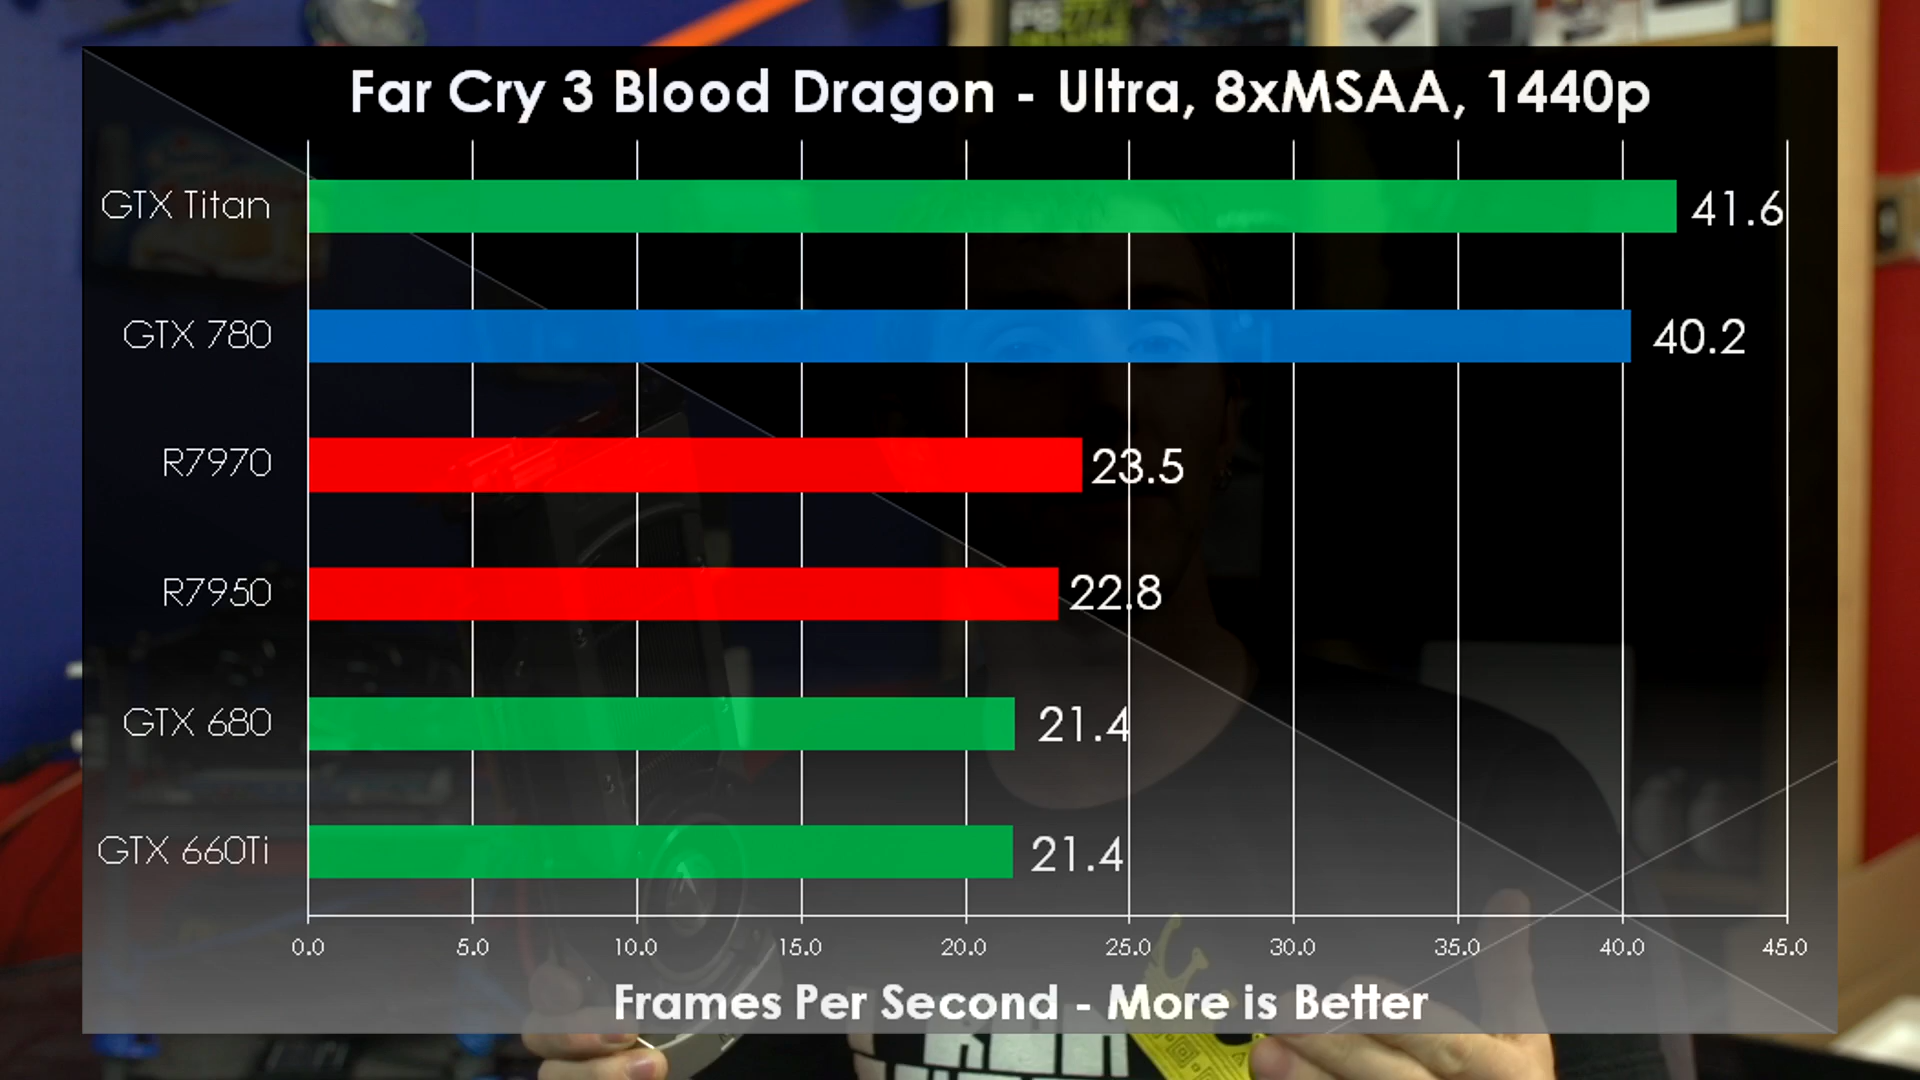 Far Cry 3 Blood Dragon - Ultra, 8xMSAA, 1440p
GTX Titan 41.6
GTX 780 40.2
R7970 23.5
R7950 22.8
GTX 680 21.4
GTX 660Ti 21.4
0.0 5.0 10.0 15.0 20.0 25.0 30.0 35.0 40.0 45.0
Frames Per Second - More is Better